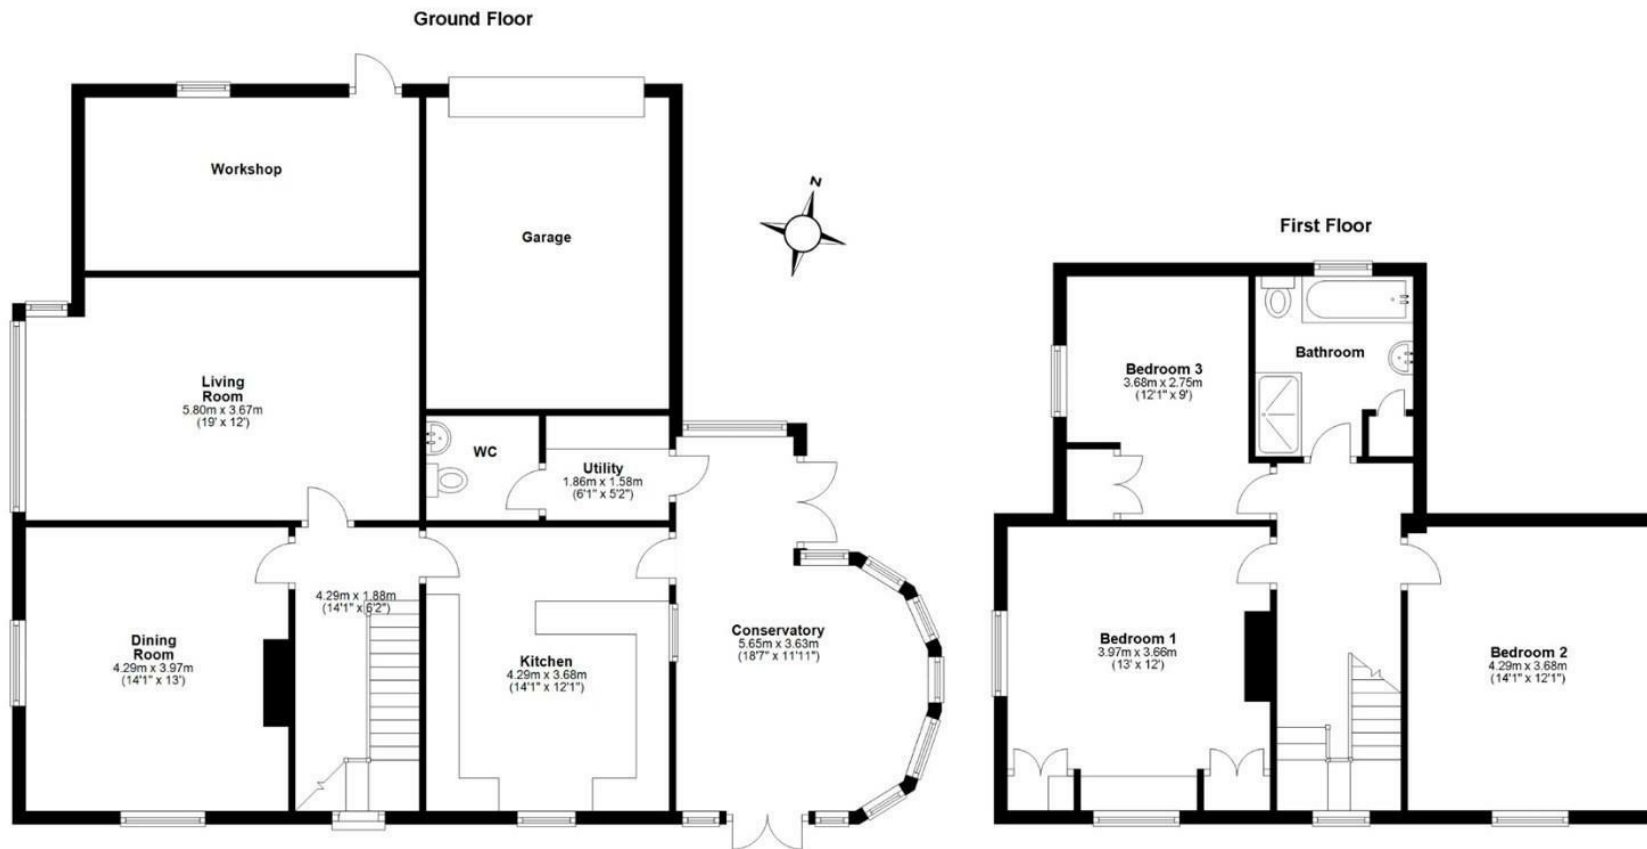 Ground Floor
Workshop
Garage
N
Living
Room
5.80m x 3.67m
(19' x 12')
WC
Utility
1.86m x 1.58m
(6'1" x 5'2")
4.29m x 1.88m
(14'1" x 6'2")
Dining
Room
4.29m x 3.97m
(14'1" x 13')
Kitchen
4.29m x 3.68m
(14'1" x 12'1")
Conservatory
5.65m x 3.63m
(18'7" x 11'11")
First Floor
Bedroom 3
3.68m x 2.75m
(12'1" x 9')
Bathroom
Bedroom 1
3.97m x 3.66m
(13' x 12')
Bedroom 2
4.29m x 3.68m
(14'1" x 12'1")